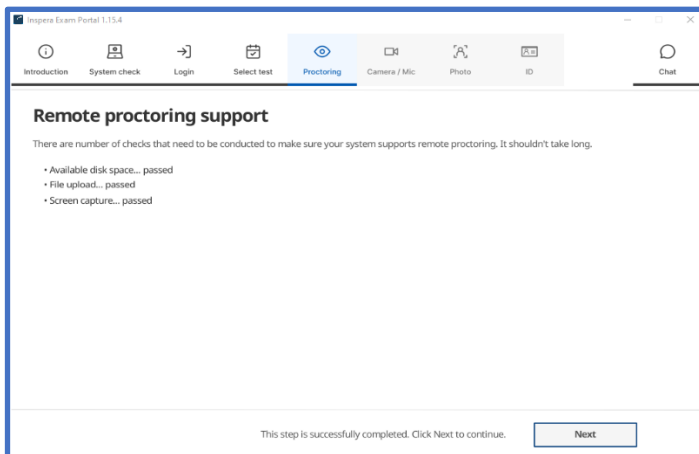 Inspera Exam Portal 1.15.4
Introduction
System check
Login
Select test
Proctoring
Camera / Mic
Photo
ID
Chat
Remote proctoring support
There are number of checks that need to be conducted to make sure your system supports remote proctoring. It shouldn't take long.
• Available disk space... passed
• File upload... passed
• Screen capture... passed
This step is successfully completed. Click Next to continue.
Next